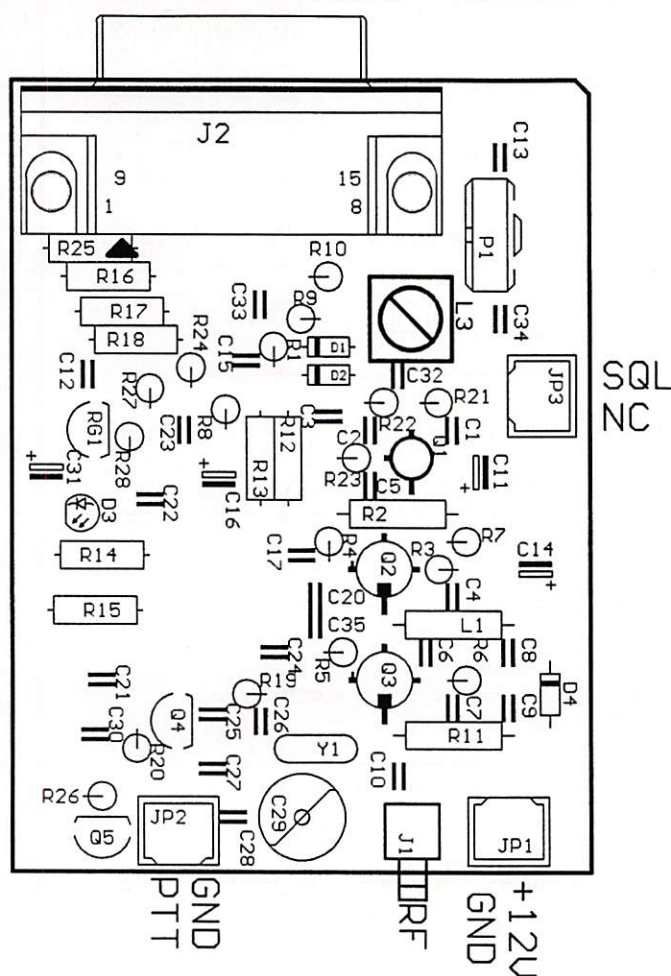 J2
9
15
1
8
C13
P1
R25
R10
R16
C33
R9
L3
C34
R17
R18
R24
C15
R1
D1
D2
C32
JP3
SQL
NC
C12
R27
RG1
R28
C23
R8
R12
R13
C3
C2
R22
R21
C1
Q1
R23
C5
C11
+
C31
+
C16
+
D3
C22
R2
R14
C17
R4
Q2
R3
R7
C14
+
R15
C20
C35
C4
L1
C24
R5
Q3
C6
R6
C8
C21
R19
C7
C9
D4
C30
Q4
C25
C26
R11
R20
C27
Y1
C10
R26
Q5
JP2
C28
C29
J1
JP1
GND
PTT
RF
+12V
GND